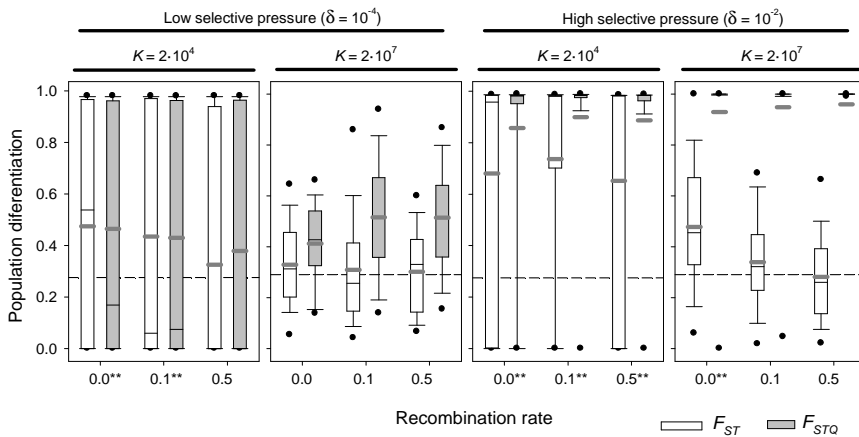 Low selective pressure (δ = 10⁻⁴) High selective pressure (δ = 10⁻²)
K = 2·10⁴ K = 2·10⁷ K = 2·10⁴ K = 2·10⁷
Population diferentiation
1.0
0.8
0.6
0.4
0.2
0.0
0.0** 0.1** 0.5 0.0 0.1 0.5 0.0** 0.1** 0.5** 0.0** 0.1 0.5
Recombination rate
F_ST F_STQ